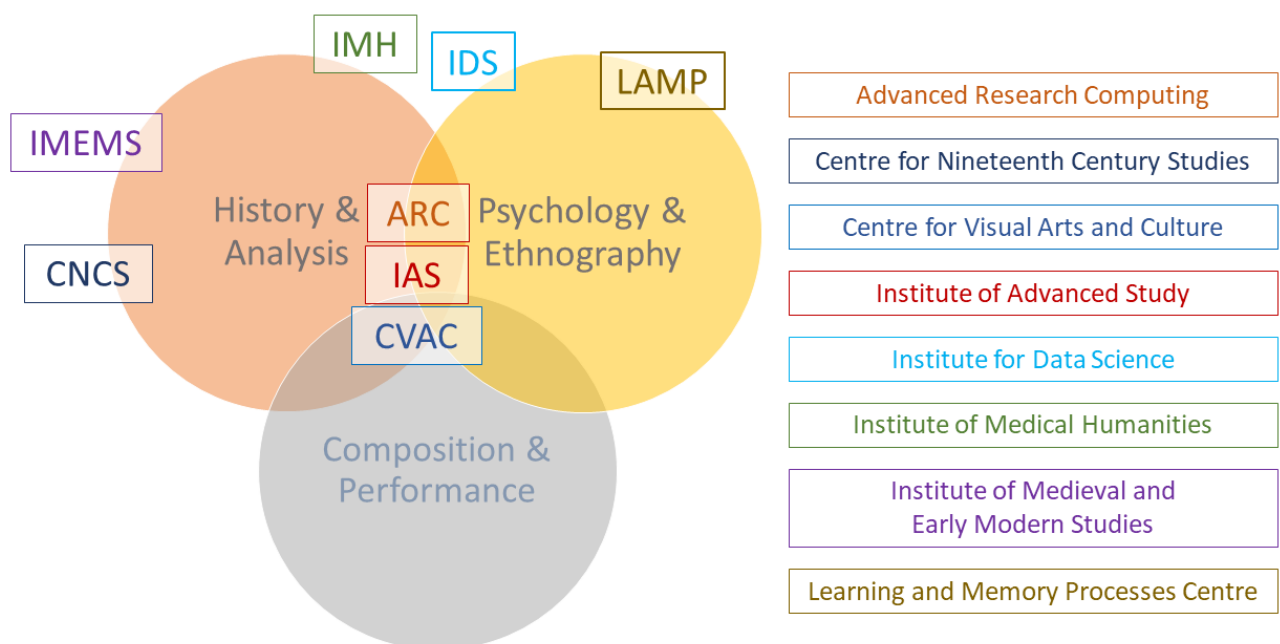 IMH
IDS
LAMP
IMEMS
History &
Analysis
ARC
Psychology &
Ethnography
CNCS
IAS
CVAC
Composition &
Performance
Advanced Research Computing
Centre for Nineteenth Century Studies
Centre for Visual Arts and Culture
Institute of Advanced Study
Institute for Data Science
Institute of Medical Humanities
Institute of Medieval and
Early Modern Studies
Learning and Memory Processes Centre